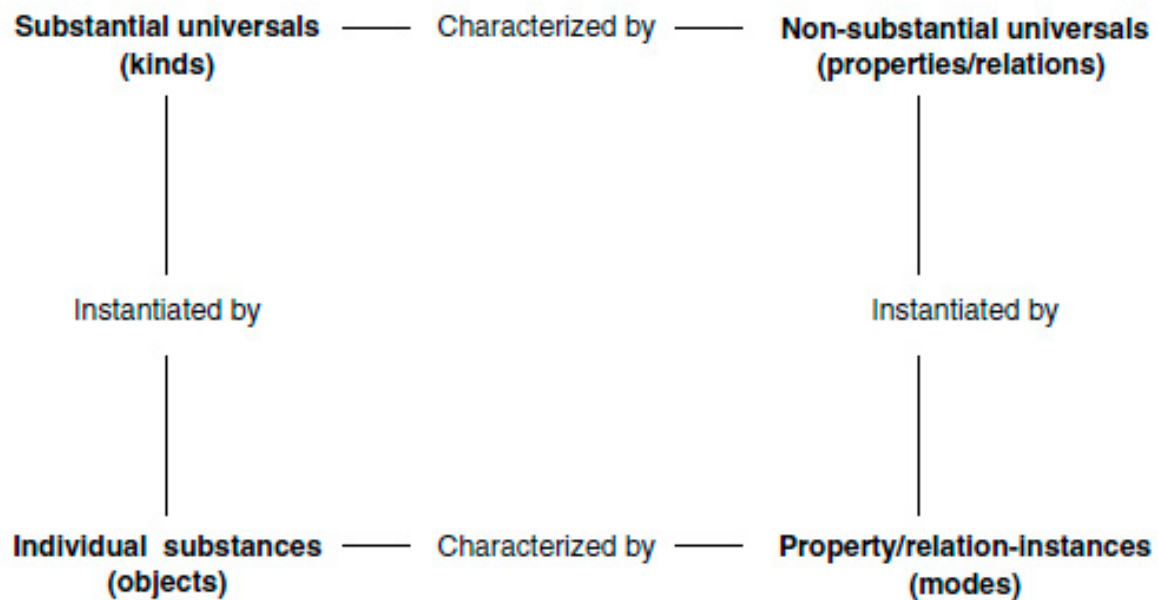 Substantial universals
(kinds)
Characterized by
Non-substantial universals
(properties/relations)
Instantiated by
Instantiated by
Individual substances
(objects)
Characterized by
Property/relation-instances
(modes)